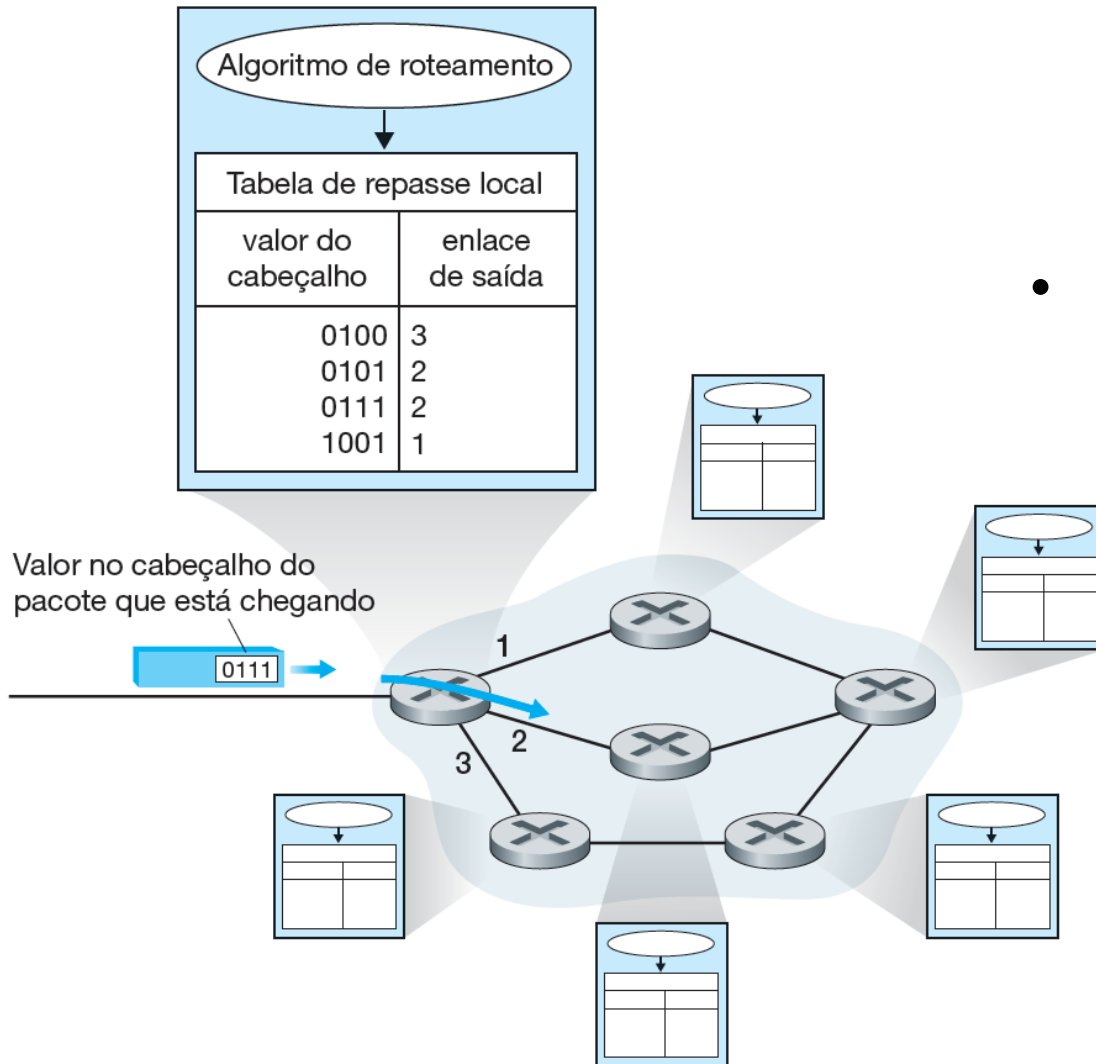 Algoritmo de roteamento
Tabela de repasse local
valor do cabeçalho
enlace de saída
0100 3
0101 2
0111 2
1001 1
Valor no cabeçalho do
pacote que está chegando
0111
1
2
3